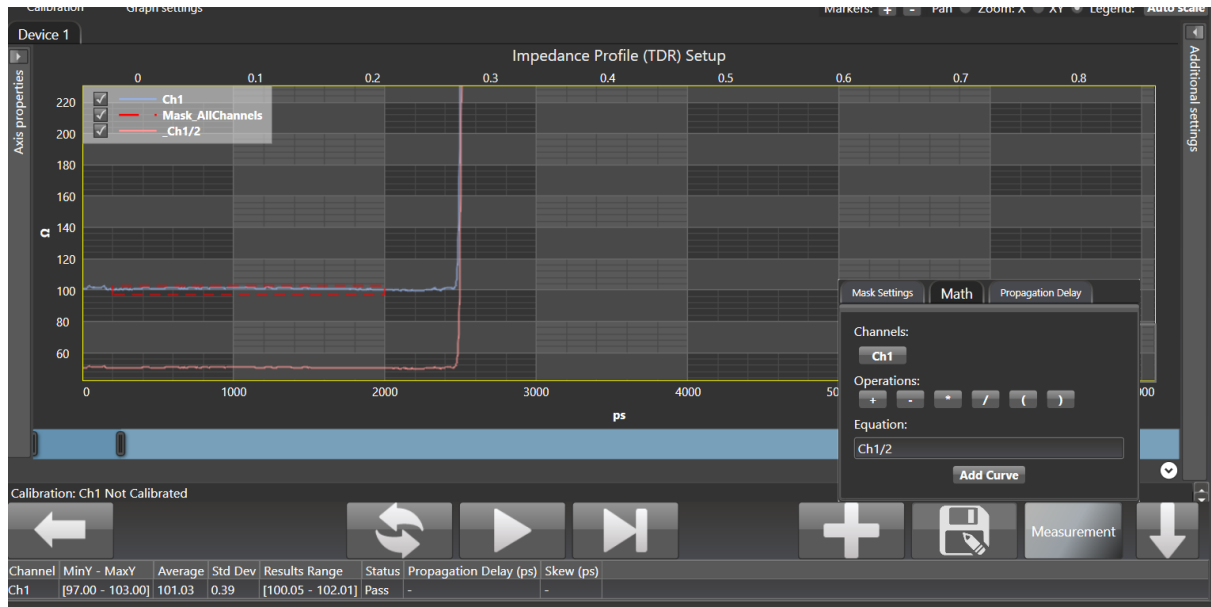 Calibration Graph settings Markers: + - Pan Zoom: X XY Legend: Auto scale
Device 1
Impedance Profile (TDR) Setup
Axis properties
Additional settings
0 0.1 0.2 0.3 0.4 0.5 0.6 0.7 0.8
Ch1
Mask_AllChannels
_Ch1/2
220
200
180
160
140
120
100
80
60
Ω
0 1000 2000 3000 4000 50 00
ps
Mask Settings Math Propagation Delay
Channels:
Ch1
Operations:
+ - * / ( )
Equation:
Ch1/2
Add Curve
Calibration: Ch1 Not Calibrated
Measurement
Channel MinY - MaxY Average Std Dev Results Range Status Propagation Delay (ps) Skew (ps)
Ch1 [97.00 - 103.00] 101.03 0.39 [100.05 - 102.01] Pass - -